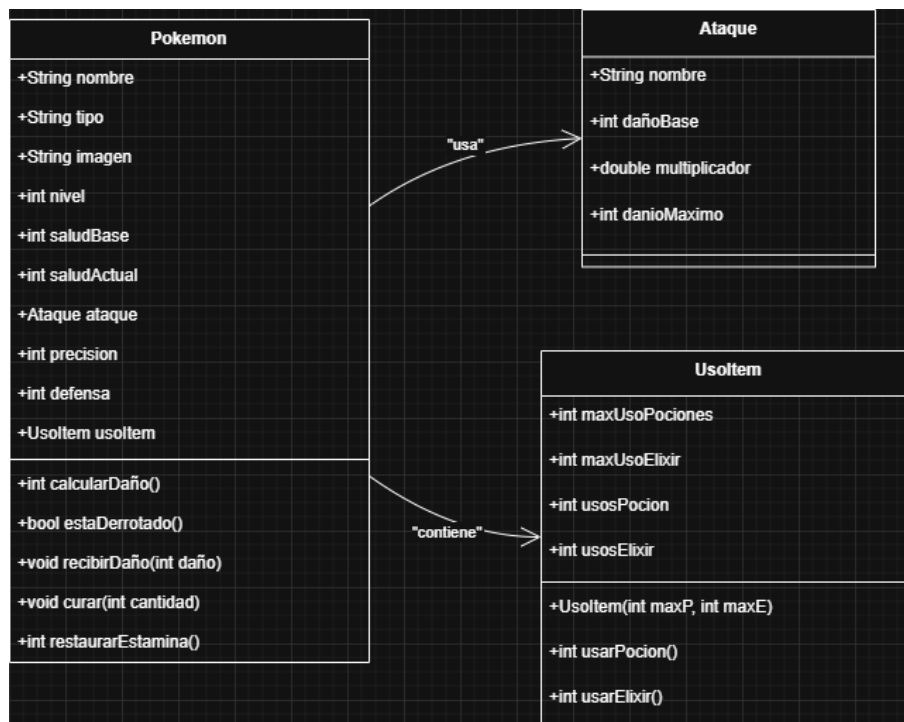 Pokemon
+String nombre
+String tipo
+String imagen
+int nivel
+int saludBase
+int saludActual
+Ataque ataque
+int precision
+int defensa
+UsoItem usoItem
+int calcularDaño()
+bool estaDerrotado()
+void recibirDaño(int daño)
+void curar(int cantidad)
+int restaurarEstamina()
"usa"
Ataque
+String nombre
+int dañoBase
+double multiplicador
+int danioMaximo
"contiene"
UsoItem
+int maxUsoPociones
+int maxUsoElixir
+int usosPocion
+int usosElixir
+UsoItem(int maxP, int maxE)
+int usarPocion()
+int usarElixir()